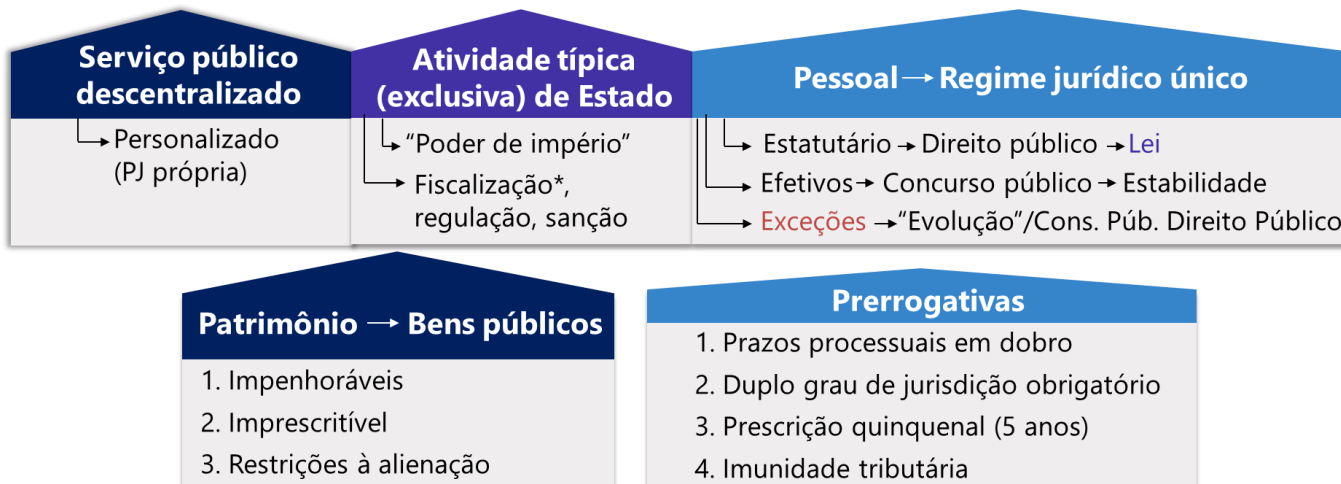 Serviço público
descentralizado
Personalizado
(PJ própria)
Atividade típica
(exclusiva) de Estado
“Poder de império”
Fiscalização*,
regulação, sanção
Pessoal → Regime jurídico único
Estatutário → Direito público → Lei
Efetivos → Concurso público → Estabilidade
Exceções → “Evolução”/Cons. Púb. Direito Público
Patrimônio → Bens públicos
1. Impenhoráveis
2. Imprescritível
3. Restrições à alienação
Prerrogativas
1. Prazos processuais em dobro
2. Duplo grau de jurisdição obrigatório
3. Prescrição quinquenal (5 anos)
4. Imunidade tributária